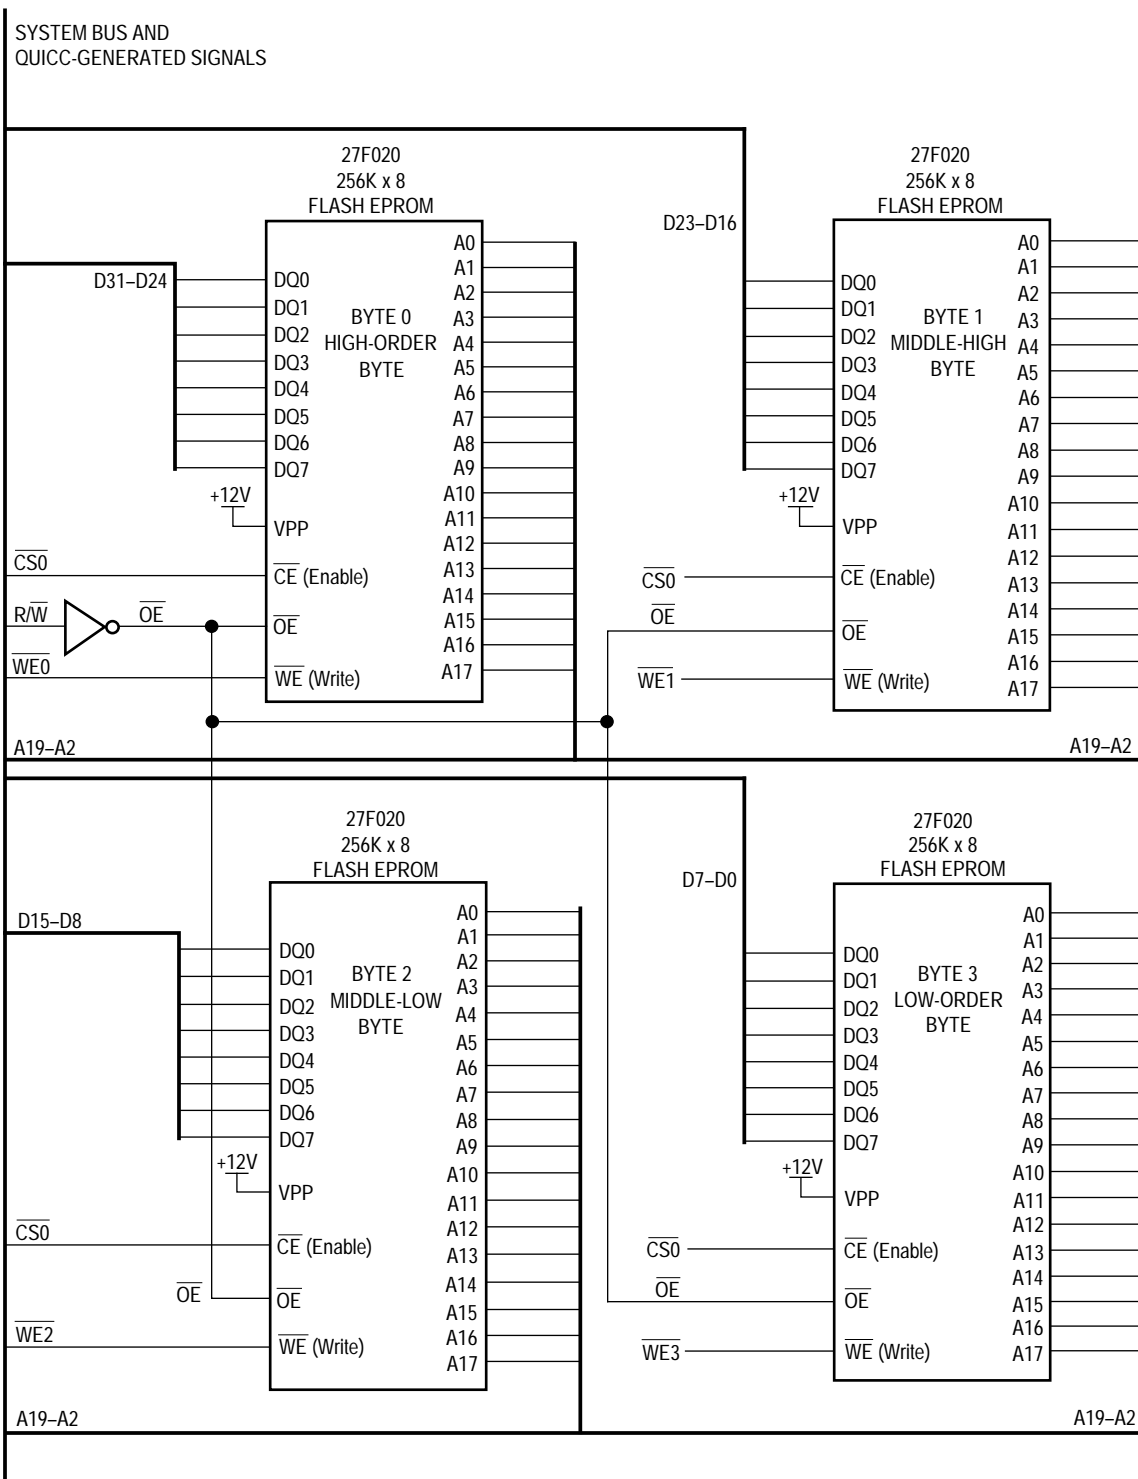 SYSTEM BUS AND
QUICC-GENERATED SIGNALS
27F020
256K x 8
FLASH EPROM
D31–D24
DQ0
DQ1
DQ2
DQ3
DQ4
DQ5
DQ6
DQ7
BYTE 0
HIGH-ORDER
BYTE
A0
A1
A2
A3
A4
A5
A6
A7
A8
A9
A10
A11
A12
A13
A14
A15
A16
A17
+12V
VPP
CS0
CE (Enable)
R/W
OE
OE
WE0
WE (Write)
A19–A2
27F020
256K x 8
FLASH EPROM
D23–D16
DQ0
DQ1
DQ2
DQ3
DQ4
DQ5
DQ6
DQ7
BYTE 1
MIDDLE-HIGH
BYTE
A0
A1
A2
A3
A4
A5
A6
A7
A8
A9
A10
A11
A12
A13
A14
A15
A16
A17
+12V
VPP
CS0
CE (Enable)
OE
OE
WE1
WE (Write)
A19–A2
27F020
256K x 8
FLASH EPROM
D15–D8
DQ0
DQ1
DQ2
DQ3
DQ4
DQ5
DQ6
DQ7
BYTE 2
MIDDLE-LOW
BYTE
A0
A1
A2
A3
A4
A5
A6
A7
A8
A9
A10
A11
A12
A13
A14
A15
A16
A17
+12V
VPP
CS0
CE (Enable)
OE
OE
WE2
WE (Write)
A19–A2
27F020
256K x 8
FLASH EPROM
D7–D0
DQ0
DQ1
DQ2
DQ3
DQ4
DQ5
DQ6
DQ7
BYTE 3
LOW-ORDER
BYTE
A0
A1
A2
A3
A4
A5
A6
A7
A8
A9
A10
A11
A12
A13
A14
A15
A16
A17
+12V
VPP
CS0
CE (Enable)
OE
OE
WE3
WE (Write)
A19–A2